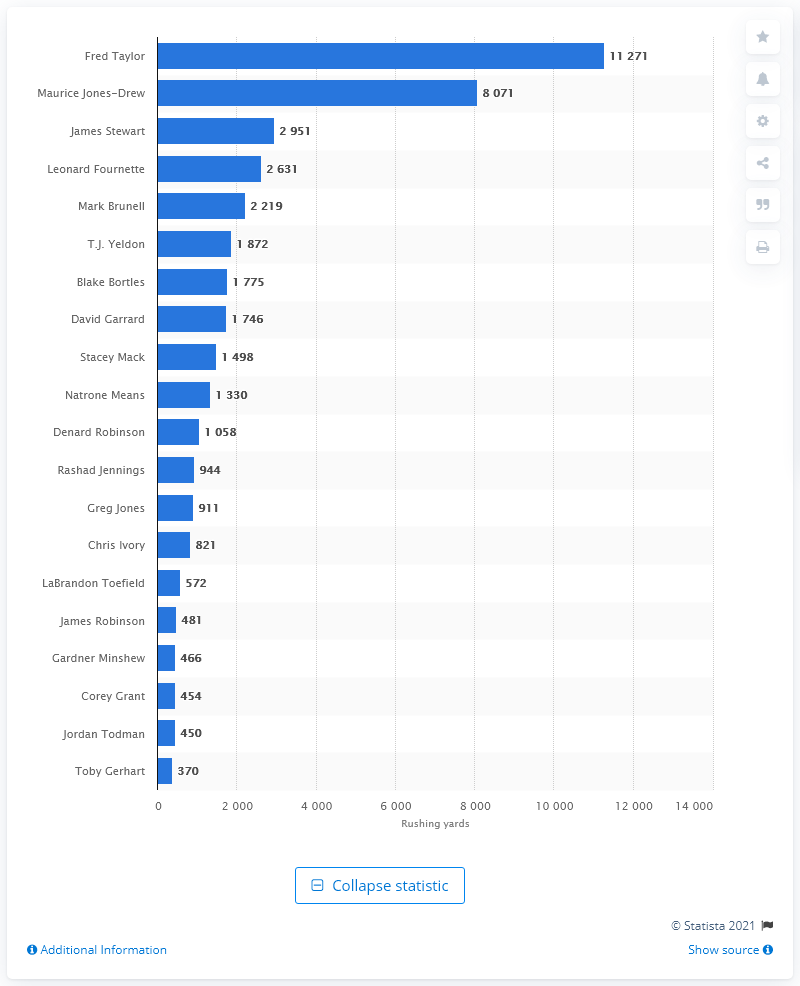 Fred Taylor 11 271
Maurice Jones-Drew 8 071
James Stewart 2 951
Leonard Fournette 2 631
Mark Brunell 2 219
T.J. Yeldon 1 872
Blake Bortles 1 775
David Garrard 1 746
Stacey Mack 1 498
Natrone Means 1 330
Denard Robinson 1 058
Rashad Jennings 944
Greg Jones 911
Chris Ivory 821
LaBrandon Toefield 572
James Robinson 481
Gardner Minshew 466
Corey Grant 454
Jordan Todman 450
Toby Gerhart 370
0 2 000 4 000 6 000 8 000 10 000 12 000 14 000
Rushing yards
Collapse statistic
© Statista 2021
Additional Information Show source